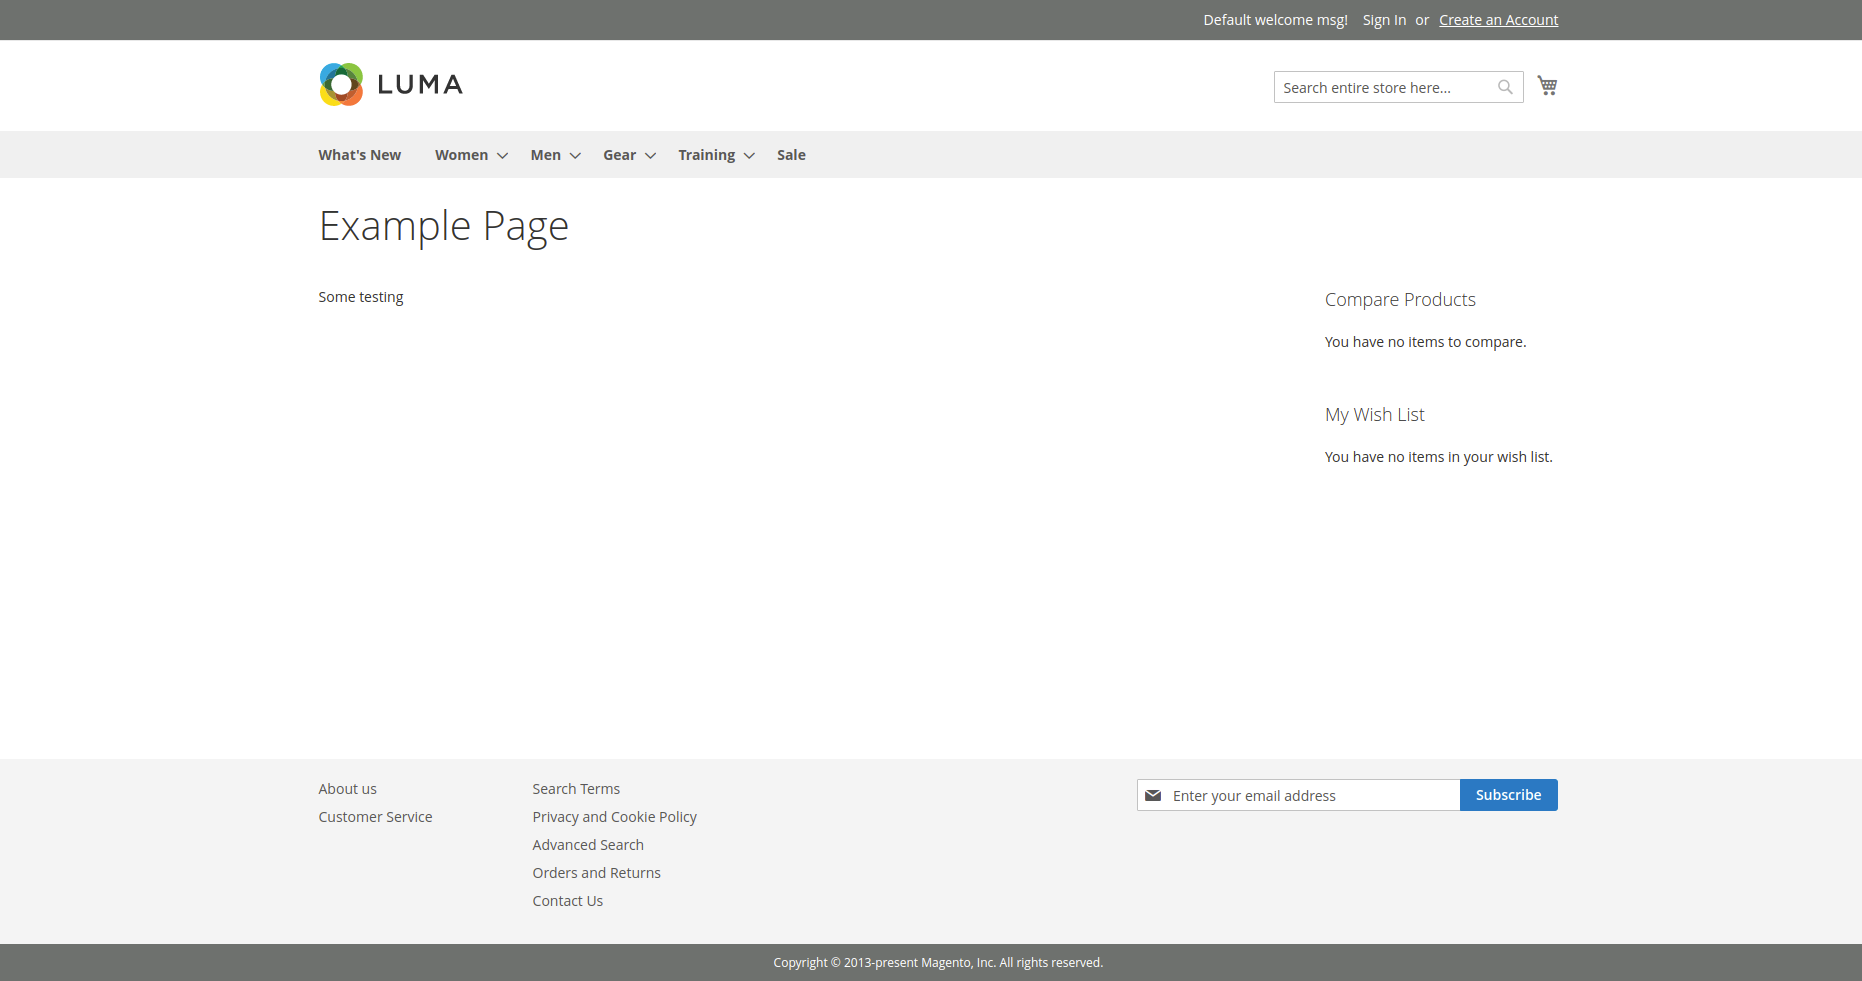 Default welcome msg! Sign In or Create an Account
LUMA
Search entire store here...
What's New Women Men Gear Training Sale
Example Page
Some testing
Compare Products
You have no items to compare.
My Wish List
You have no items in your wish list.
About us
Customer Service
Search Terms
Privacy and Cookie Policy
Advanced Search
Orders and Returns
Contact Us
Enter your email address
Subscribe
Copyright © 2013-present Magento, Inc. All rights reserved.